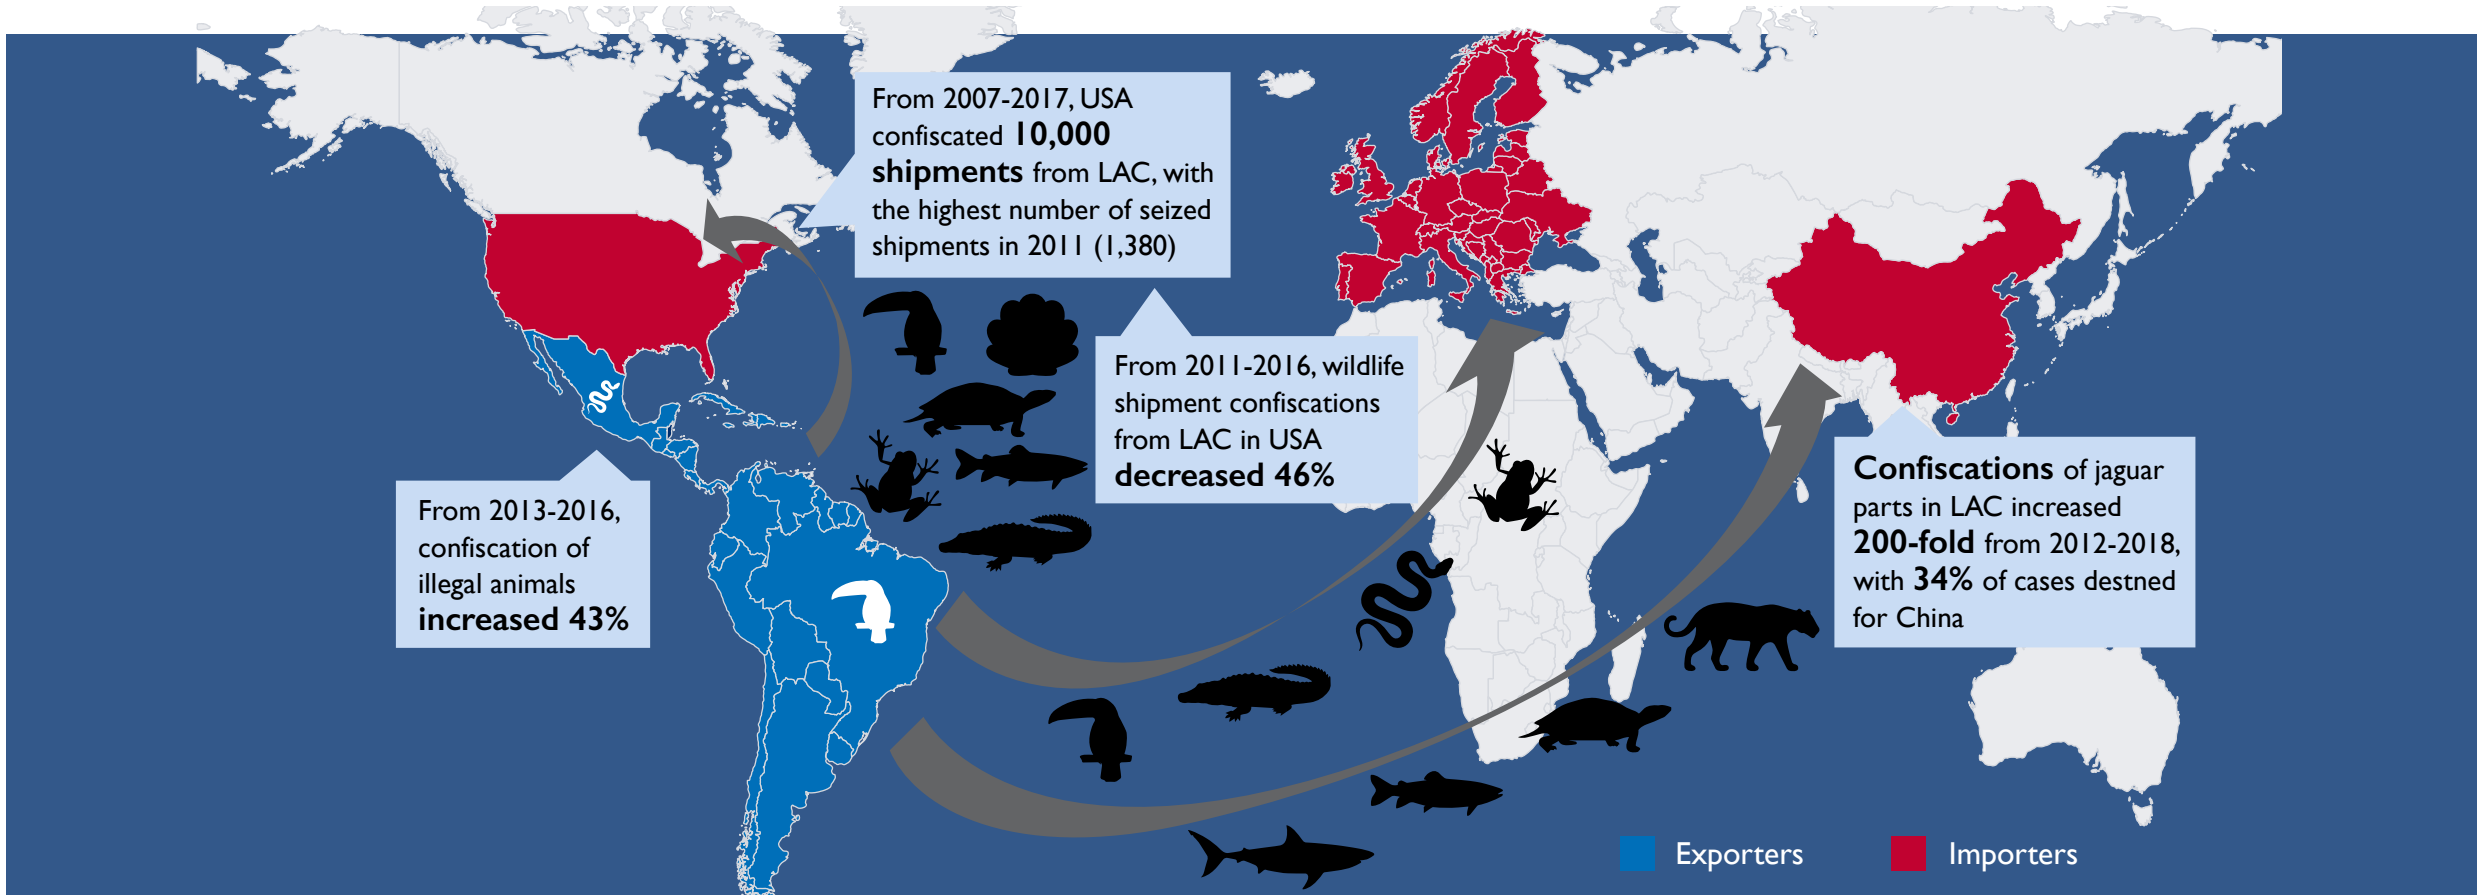 From 2007-2017, USA
confiscated 10,000
shipments from LAC, with
the highest number of seized
shipments in 2011 (1,380)
From 2011-2016, wildlife
shipment confiscations
from LAC in USA
decreased 46%
From 2013-2016,
confiscation of
illegal animals
increased 43%
Confiscations of jaguar
parts in LAC increased
200-fold from 2012-2018,
with 34% of cases destned
for China
Exporters
Importers